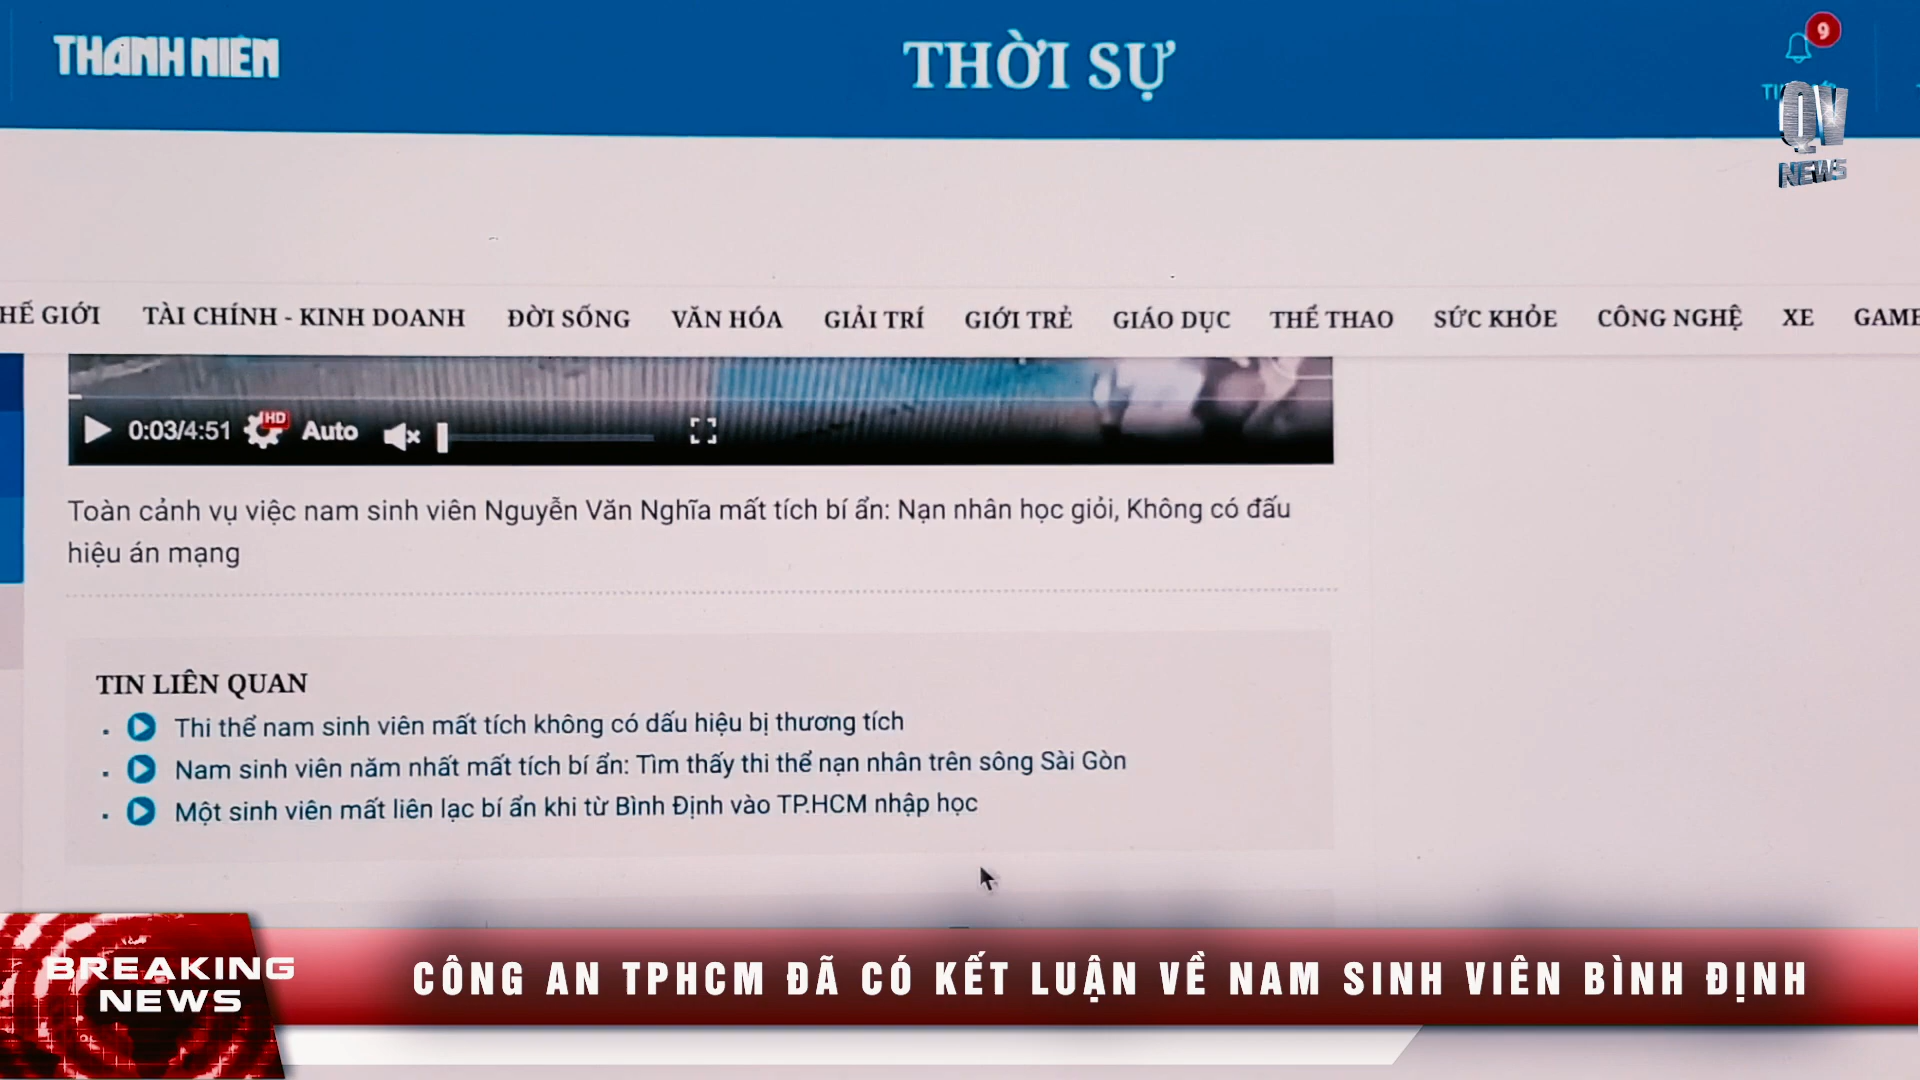 THANH NIÊN
THỜI SỰ
9
QV
NEWS
HẾ GIỚI TÀI CHÍNH - KINH DOANH ĐỜI SỐNG VĂN HÓA GIẢI TRÍ GIỚI TRẺ GIÁO DỤC THỂ THAO SỨC KHỎE CÔNG NGHỆ XE GAME
0:03/4:51 HD Auto
Toàn cảnh vụ việc nam sinh viên Nguyễn Văn Nghĩa mất tích bí ẩn: Nạn nhân học giỏi, Không có dấu
hiệu án mạng
TIN LIÊN QUAN
Thi thể nam sinh viên mất tích không có dấu hiệu bị thương tích
Nam sinh viên năm nhất mất tích bí ẩn: Tìm thấy thi thể nạn nhân trên sông Sài Gòn
Một sinh viên mất liên lạc bí ẩn khi từ Bình Định vào TP.HCM nhập học
BREAKING
NEWS
CÔNG AN TPHCM ĐÃ CÓ KẾT LUẬN VỀ NAM SINH VIÊN BÌNH ĐỊNH